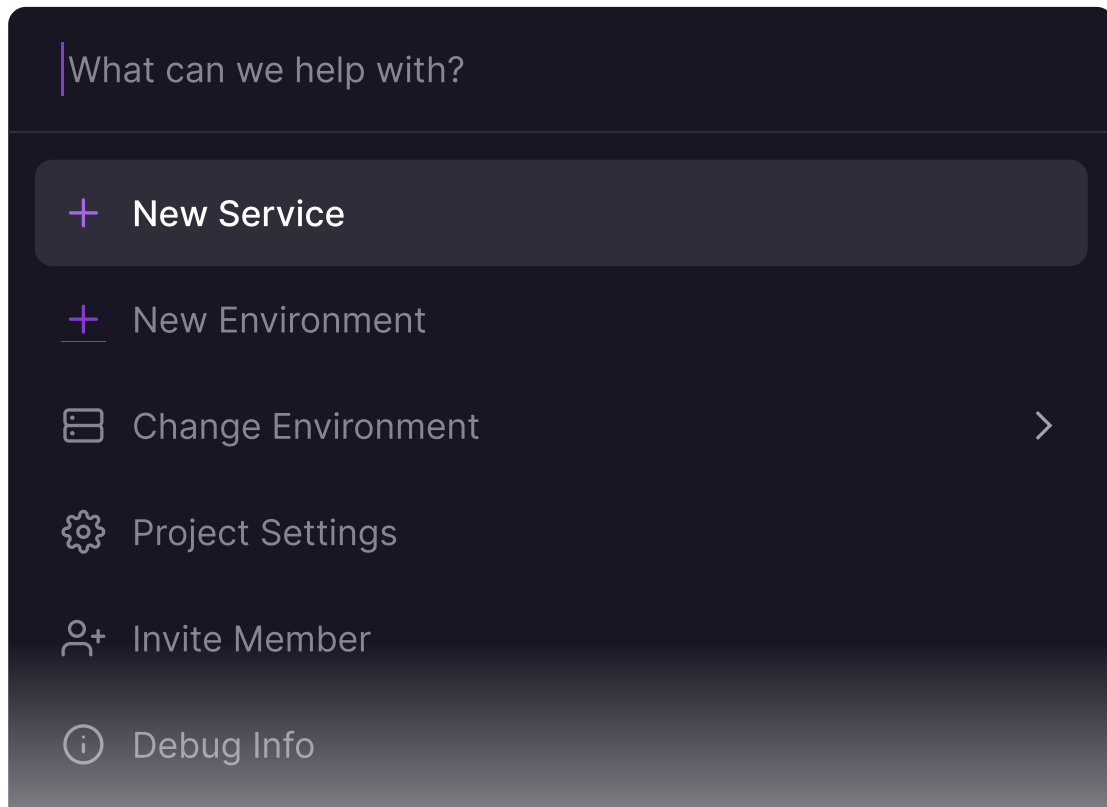 What can we help with?
New Service
New Environment
Change Environment
Project Settings
Invite Member
Debug Info